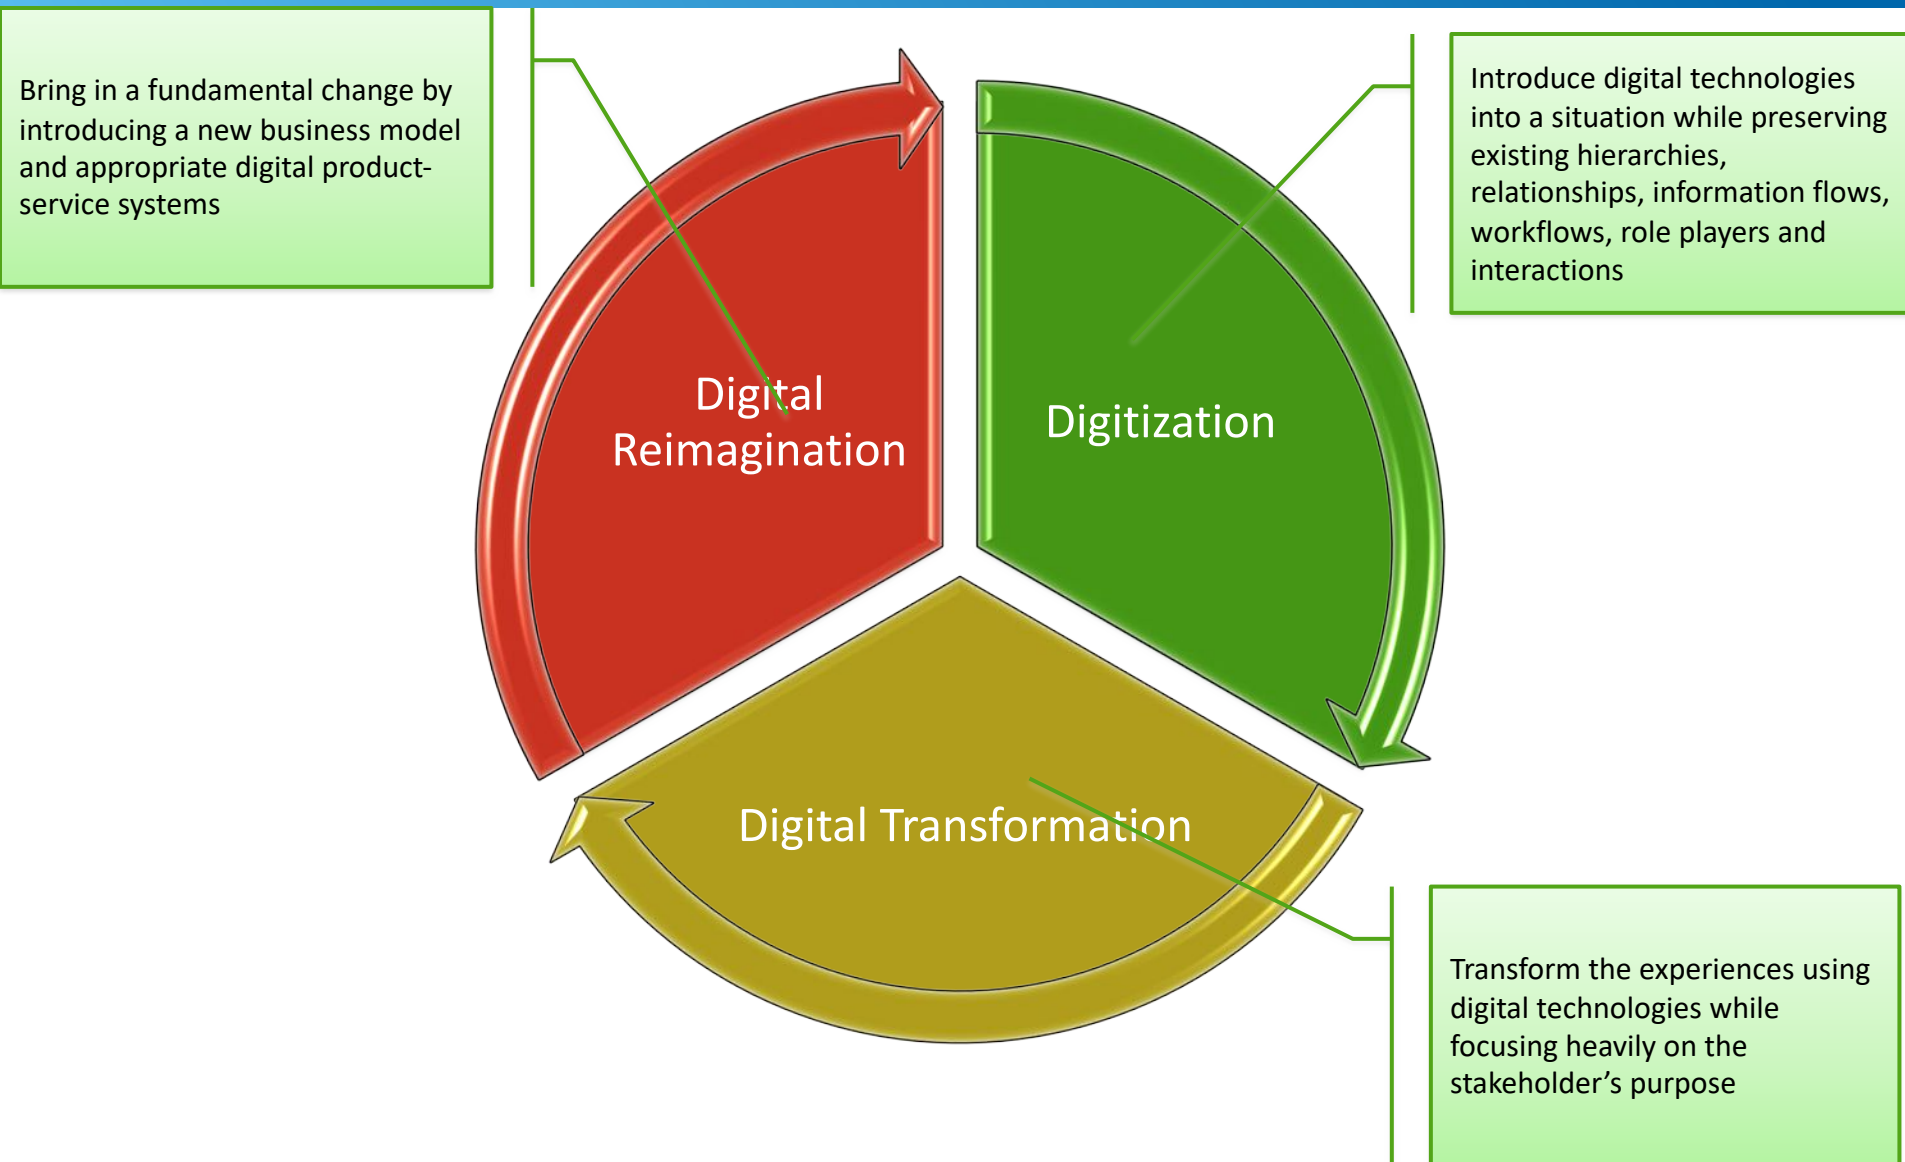 Bring in a fundamental change by
introducing a new business model
and appropriate digital product-
service systems
Introduce digital technologies
into a situation while preserving
existing hierarchies,
relationships, information flows,
workflows, role players and
interactions
Digital
Reimagination
Digitization
Digital Transformation
Transform the experiences using
digital technologies while
focusing heavily on the
stakeholder’s purpose